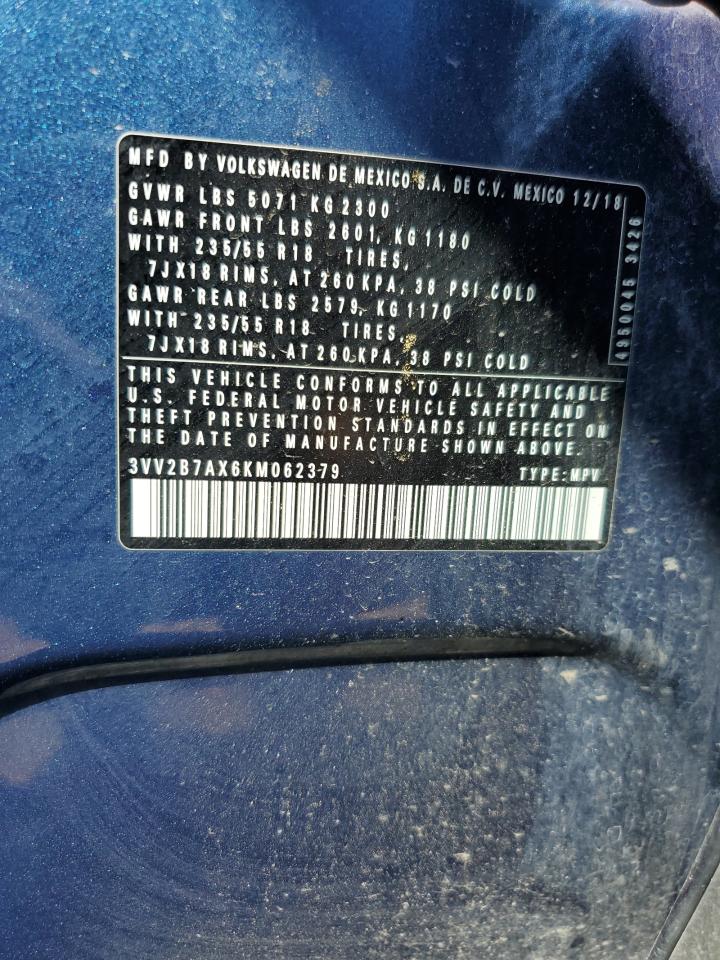 MFD BY VOLKSWAGEN DE MEXICO S.A. DE C.V. MEXICO 12/18
GVWR LBS 5071 KG 2300
GAWR FRONT LBS 2601, KG 1180
WITH 235/55 R18 TIRES,
7JX18 RIMS, AT 260 KPA, 38 PSI COLD
GAWR REAR LBS 2579, KG 1170
WITH 235/55 R18 TIRES,
7JX18 RIMS, AT 260 KPA, 38 PSI COLD
4950045 3426
THIS VEHICLE CONFORMS TO ALL APPLICABLE
U.S. FEDERAL MOTOR VEHICLE SAFETY AND
THEFT PREVENTION STANDARDS IN EFFECT ON
THE DATE OF MANUFACTURE SHOWN ABOVE.
3VV2B7AX6KM062379 TYPE:MPV